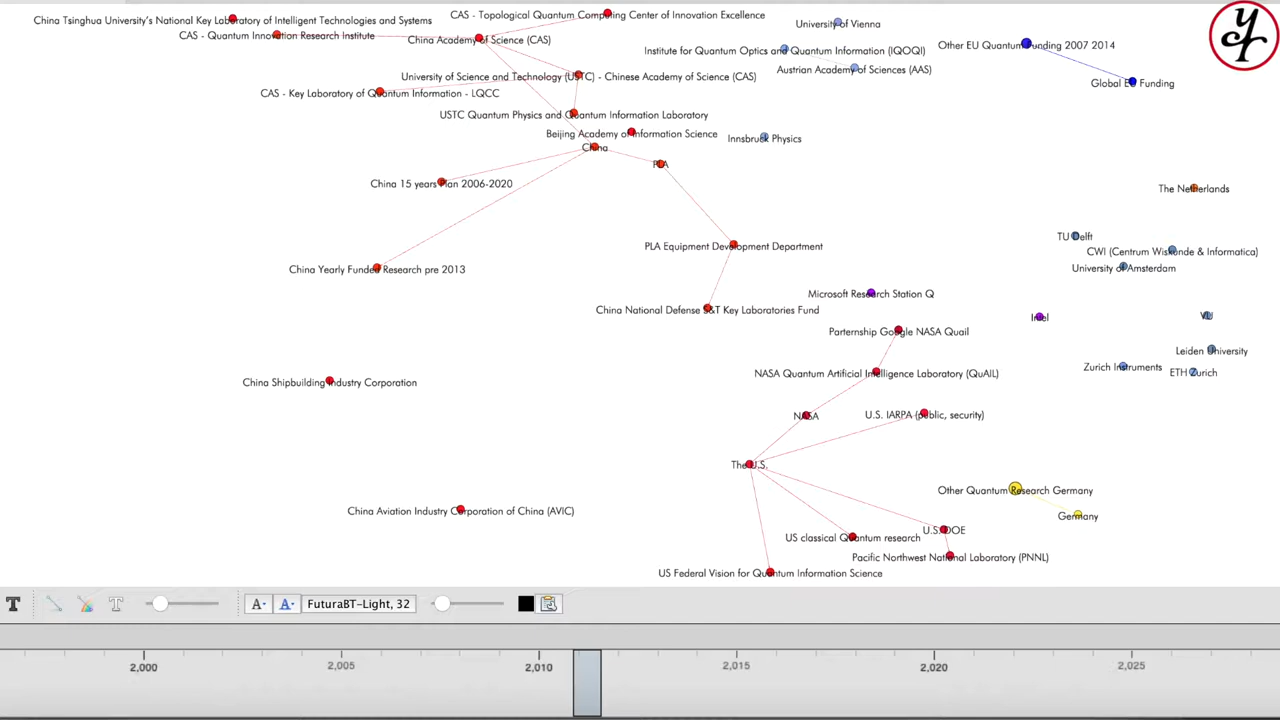 CAS - Topological Quantum Computing Center of Innovation Excellence
China Tsinghua University's National Key Laboratory of Intelligent Technologies and Systems
University of Vienna
CAS - Quantum Innovation Research Institute
China Academy of Science (CAS)
Institute for Quantum Optics and Quantum Information (IQOQI)
Other EU Quantum Funding 2007 2014
Austrian Academy of Sciences (AAS)
University of Science and Technology (USTC) - Chinese Academy of Science (CAS)
Global EU Funding
CAS - Key Laboratory of Quantum Information - LQCC
USTC Quantum Physics and Quantum Information Laboratory
Beijing Academy of Information Science
Innsbruck Physics
China
PLA
China 15 years Plan 2006-2020
The Netherlands
TU Delft
PLA Equipment Development Department
CWI (Centrum Wiskunde & Informatica)
China Yearly Funded Research pre 2013
University of Amsterdam
Microsoft Research Station Q
China National Defense S&T Key Laboratories Fund
Intel
VU
Parternship Google NASA Quail
Leiden University
Zurich Instruments
ETH Zurich
NASA Quantum Artificial Intelligence Laboratory (QuAIL)
China Shipbuilding Industry Corporation
NASA
U.S. IARPA (public, security)
The U.S.
Other Quantum Research Germany
China Aviation Industry Corporation of China (AVIC)
Germany
U.S. DOE
US classical Quantum research
Pacific Northwest National Laboratory (PNNL)
US Federal Vision for Quantum Information Science
T T A A FuturaBT-Light, 32
2,000 2,005 2,010 2,015 2,020 2,025